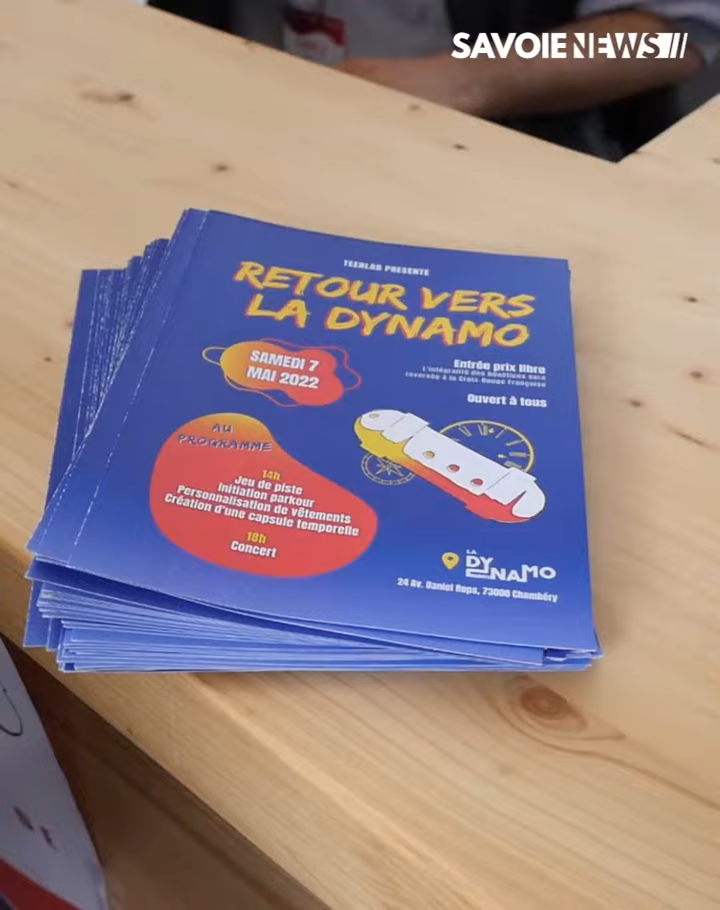 SAVOIE NEWS
TEENLAB PRESENTE
RETOUR VERS
LA DYNAMO
SAMEDI 7
MAI 2022
Entrée prix libre
L'intégralité des bénéfices sera
reversée à la Croix Rouge Française
Ouvert à tous
AU
PROGRAMME
14h
Jeu de piste
Initiation parkour
Personnalisation de vêtements
Création d'une capsule temporelle
18h
Concert
LA
DYNAMO
24 Av. Daniel Rops, 73000 Chambéry